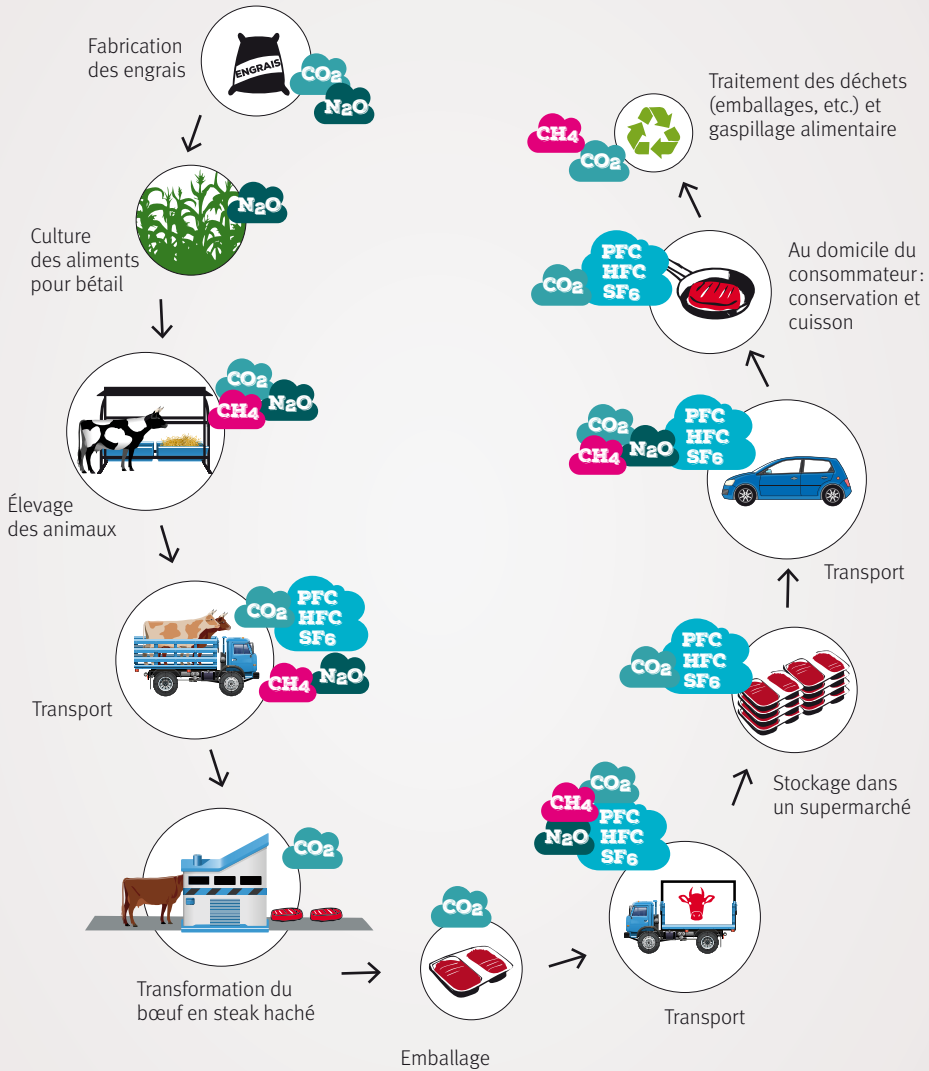 Fabrication
des engrais
ENGRAIS
CO2
N2O
Culture
des aliments
pour bétail
N2O
Élevage
des animaux
CO2
CH4
N2O
Transport
CO2
PFC
HFC
SF6
CH4
N2O
Transformation du
bœuf en steak haché
CO2
Emballage
CO2
Transport
CO2
CH4
N2O
PFC
HFC
SF6
Stockage dans
un supermarché
CO2
PFC
HFC
SF6
Transport
CO2
CH4
N2O
PFC
HFC
SF6
Au domicile du
consommateur :
conservation et
cuisson
CO2
PFC
HFC
SF6
Traitement des déchets
(emballages, etc.) et
gaspillage alimentaire
CH4
CO2